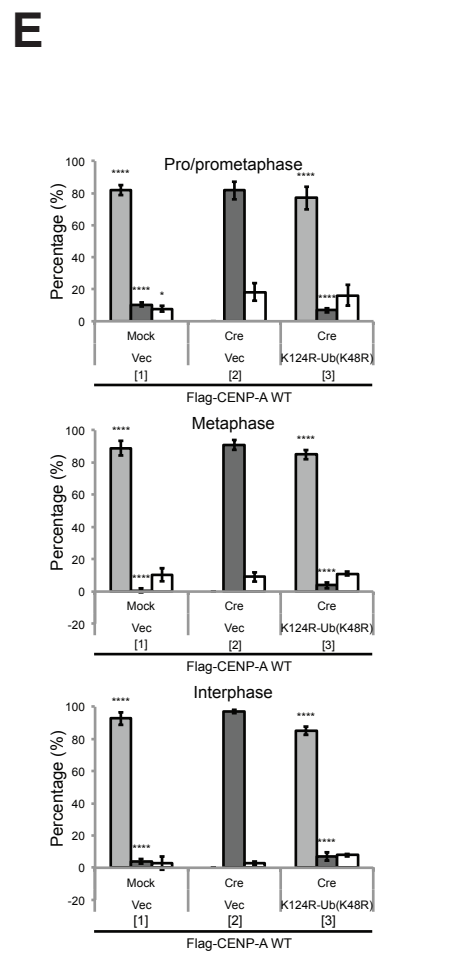 E
Pro/prometaphase
Percentage (%)
100
80
60
40
20
0
****
****
*
****
****
Mock
Cre
Cre
Vec
Vec
K124R-Ub(K48R)
[1]
[2]
[3]
Flag-CENP-A WT
Metaphase
Percentage (%)
100
80
60
40
20
0
-20
****
****
****
****
Mock
Cre
Cre
Vec
Vec
K124R-Ub(K48R)
[1]
[2]
[3]
Flag-CENP-A WT
Interphase
Percentage (%)
100
80
60
40
20
0
-20
****
****
****
****
Mock
Cre
Cre
Vec
Vec
K124R-Ub(K48R)
[1]
[2]
[3]
Flag-CENP-A WT